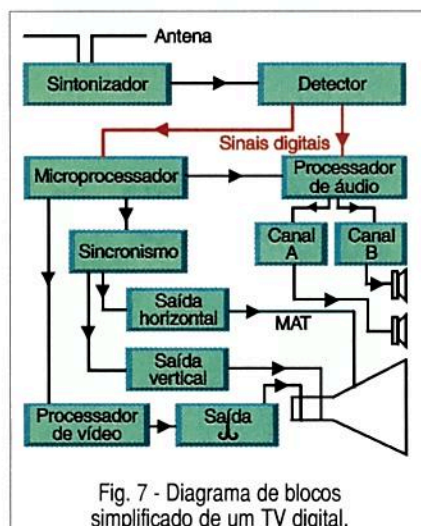 Antena
Sintonizador
Detector
Sinais digitais
Microprocessador
Processador
de áudio
Canal
A
Canal
B
Sincronismo
Saída
horizontal
MAT
Saída
vertical
Processador
de vídeo
Saída
Fig. 7 - Diagrama de blocos
simplificado de um TV digital.